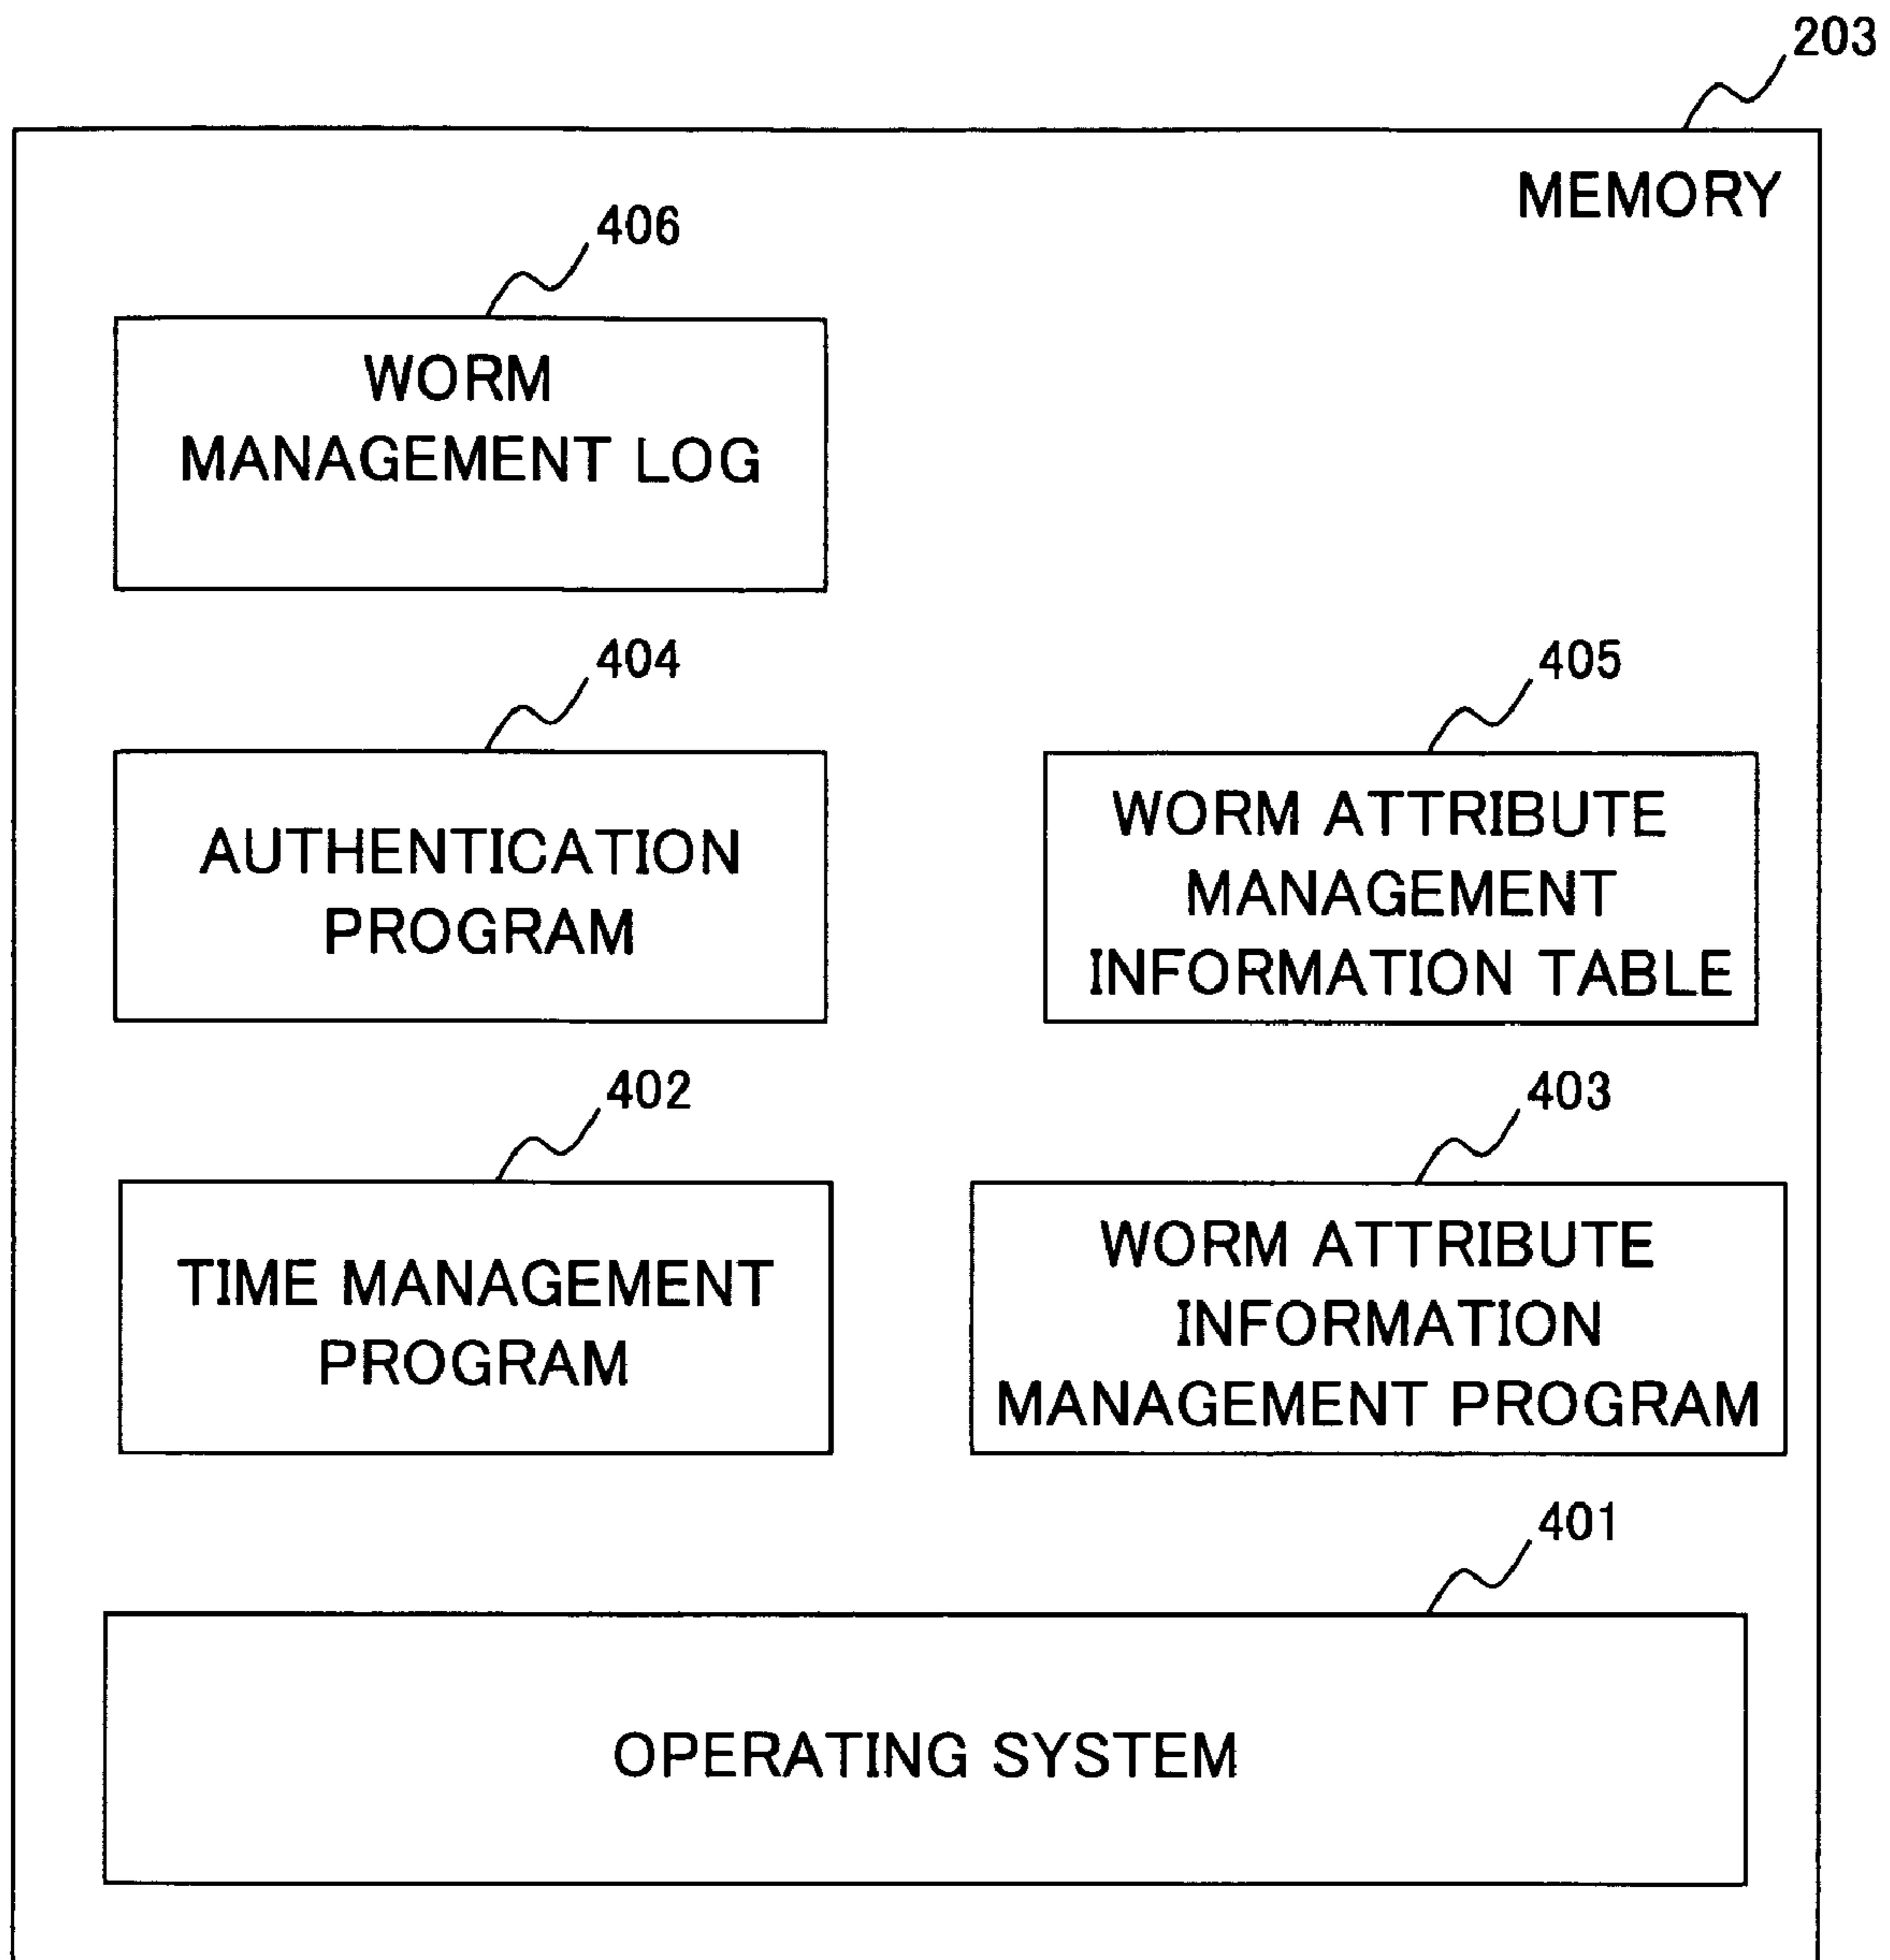 203
MEMORY
406
WORM
MANAGEMENT LOG
404
AUTHENTICATION
PROGRAM
405
WORM ATTRIBUTE
MANAGEMENT
INFORMATION TABLE
402
TIME MANAGEMENT
PROGRAM
403
WORM ATTRIBUTE
INFORMATION
MANAGEMENT PROGRAM
401
OPERATING SYSTEM